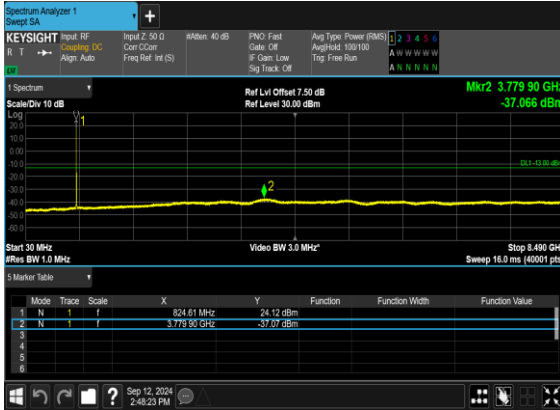 Spectrum Analyzer 1
Swept SA
+
KEYSIGHT
R T
Input: RF
Coupling: DC
Align: Auto
Input Z: 50 Ω
Corr CCorr
Freq Ref: Int (S)
#Atten: 40 dB
PNO: Fast
Gate: Off
IF Gain: Low
Sig Track: Off
Avg Type: Power (RMS)
Avg|Hold: 100/100
Trig: Free Run
1 2 3 4 5 6
A W W W W W
A N N N N N
1 Spectrum
Scale/Div 10 dB
Ref Lvl Offset 7.50 dB
Ref Level 30.00 dBm
Mkr2 3.779 90 GHz
-37.066 dBm
Log
20.0
10.0
0.00
-10.0
-20.0
-30.0
-40.0
-50.0
-60.0
1
2
DL1 -13.00 dBm
Start 30 MHz
#Res BW 1.0 MHz
Video BW 3.0 MHz*
Stop 8.490 GHz
Sweep 16.0 ms (40001 pts)
5 Marker Table
Mode Trace Scale X Y Function Function Width Function Value
1 N 1 f 824.61 MHz 24.12 dBm
2 N 1 f 3.779 90 GHz -37.07 dBm
3
4
5
6
?
Sep 12, 2024
2:48:23 PM